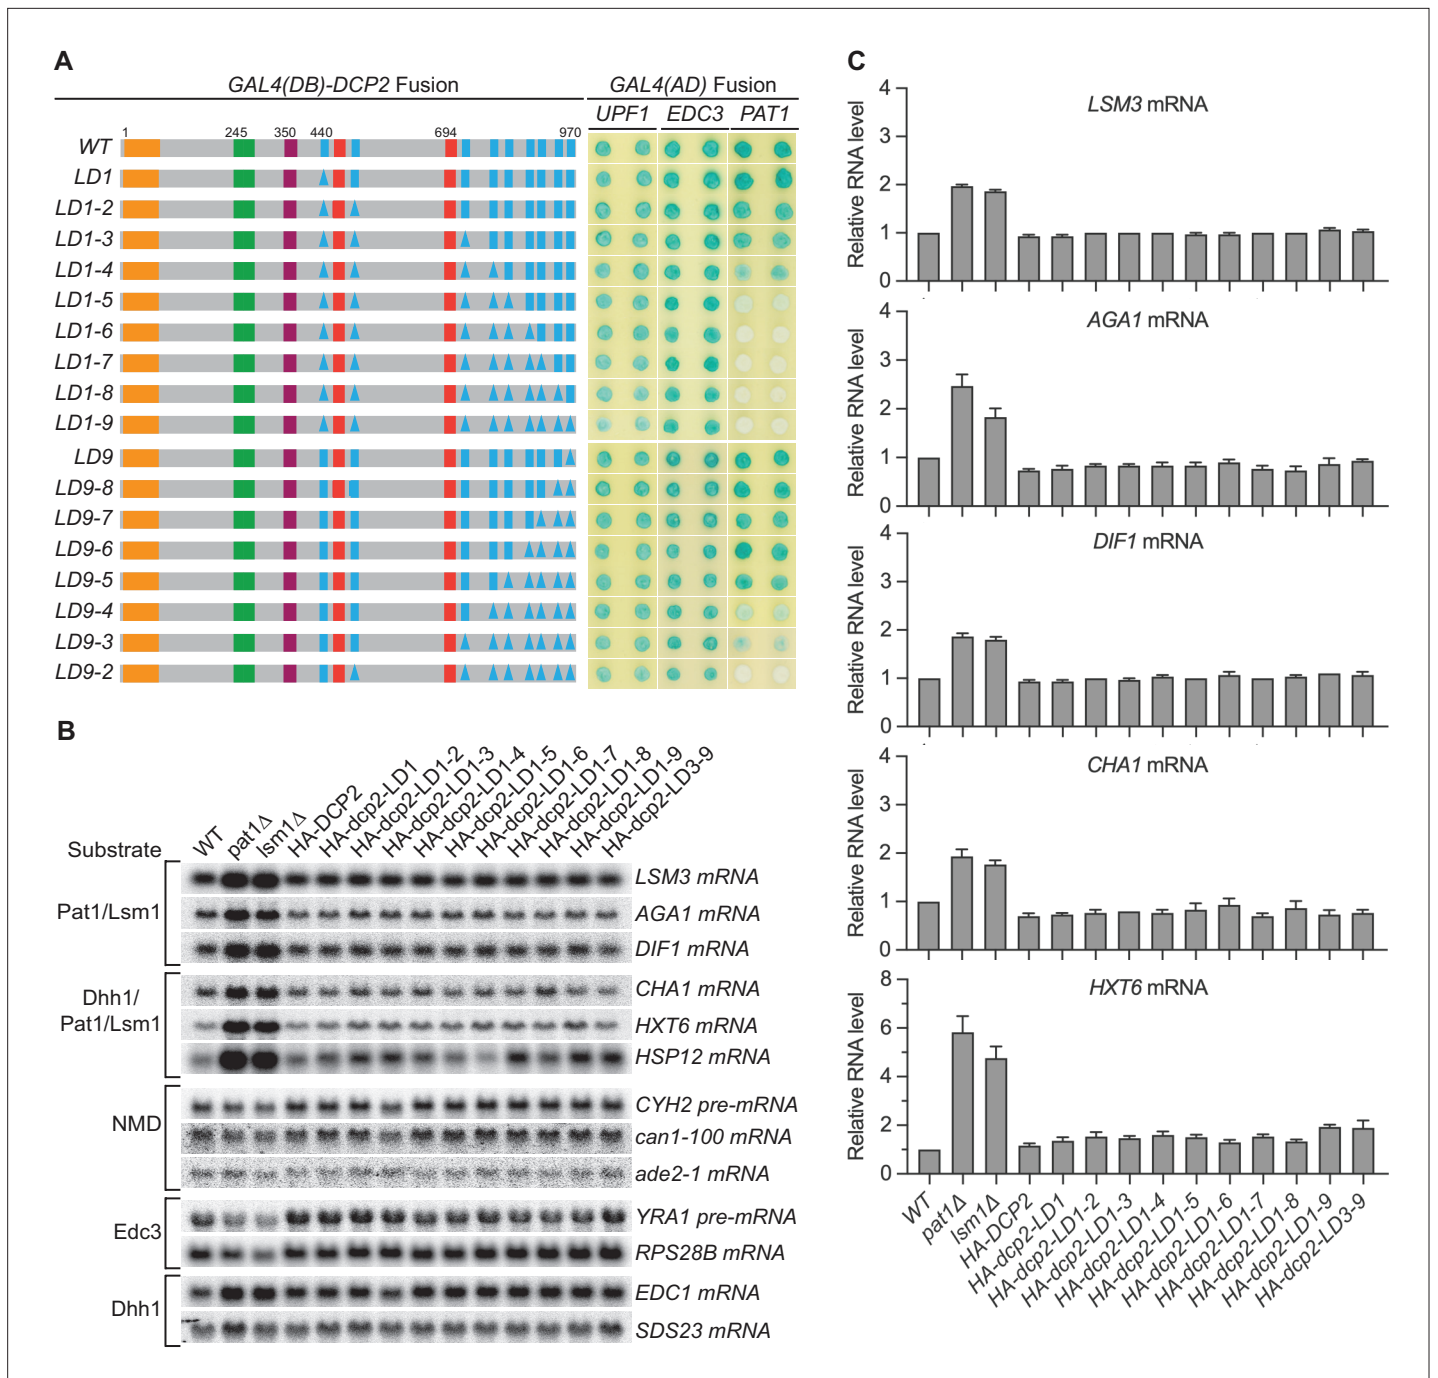 A
GAL4(DB)-DCP2 Fusion
GAL4(AD) Fusion
UPF1 EDC3 PAT1
1 245 350 440 694 970
WT
LD1
LD1-2
LD1-3
LD1-4
LD1-5
LD1-6
LD1-7
LD1-8
LD1-9
LD9
LD9-8
LD9-7
LD9-6
LD9-5
LD9-4
LD9-3
LD9-2
B
Substrate
WT
pat1Δ
lsm1Δ
HA-DCP2
HA-dcp2-LD1
HA-dcp2-LD1-2
HA-dcp2-LD1-3
HA-dcp2-LD1-4
HA-dcp2-LD1-5
HA-dcp2-LD1-6
HA-dcp2-LD1-7
HA-dcp2-LD1-8
HA-dcp2-LD1-9
HA-dcp2-LD3-9
Pat1/Lsm1
LSM3 mRNA
AGA1 mRNA
DIF1 mRNA
Dhh1/
Pat1/Lsm1
CHA1 mRNA
HXT6 mRNA
HSP12 mRNA
NMD
CYH2 pre-mRNA
can1-100 mRNA
ade2-1 mRNA
Edc3
YRA1 pre-mRNA
RPS28B mRNA
Dhh1
EDC1 mRNA
SDS23 mRNA
C
LSM3 mRNA
Relative RNA level
4
3
2
1
0
AGA1 mRNA
Relative RNA level
4
3
2
1
0
DIF1 mRNA
Relative RNA level
4
3
2
1
0
CHA1 mRNA
Relative RNA level
4
3
2
1
0
HXT6 mRNA
Relative RNA level
8
6
4
2
0
WT
pat1Δ
lsm1Δ
HA-DCP2
HA-dcp2-LD1
HA-dcp2-LD1-2
HA-dcp2-LD1-3
HA-dcp2-LD1-4
HA-dcp2-LD1-5
HA-dcp2-LD1-6
HA-dcp2-LD1-7
HA-dcp2-LD1-8
HA-dcp2-LD1-9
HA-dcp2-LD3-9